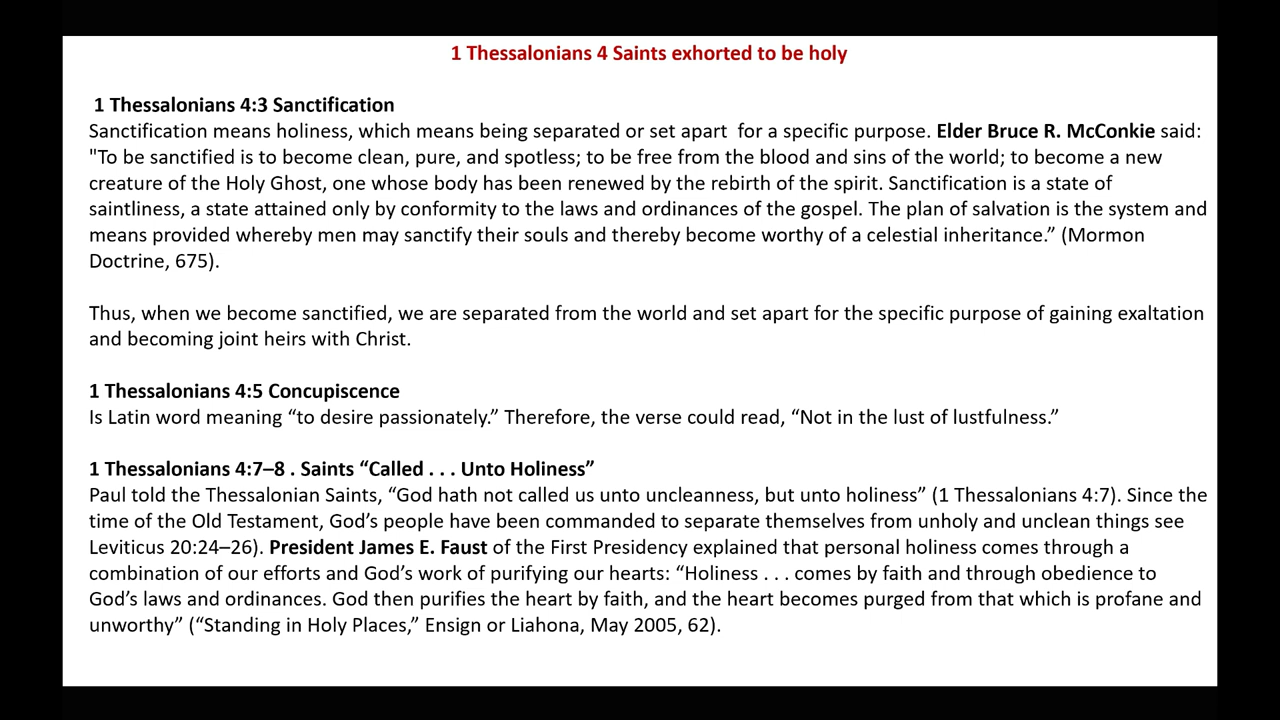 1 Thessalonians 4 Saints exhorted to be holy
1 Thessalonians 4:3 Sanctification
Sanctification means holiness, which means being separated or set apart  for a specific purpose. Elder Bruce R. McConkie said:
"To be sanctified is to become clean, pure, and spotless; to be free from the blood and sins of the world; to become a new
creature of the Holy Ghost, one whose body has been renewed by the rebirth of the spirit. Sanctification is a state of
saintliness, a state attained only by conformity to the laws and ordinances of the gospel. The plan of salvation is the system and
means provided whereby men may sanctify their souls and thereby become worthy of a celestial inheritance.” (Mormon
Doctrine, 675).
Thus, when we become sanctified, we are separated from the world and set apart for the specific purpose of gaining exaltation
and becoming joint heirs with Christ.
1 Thessalonians 4:5 Concupiscence
Is Latin word meaning “to desire passionately.” Therefore, the verse could read, “Not in the lust of lustfulness.”
1 Thessalonians 4:7–8 . Saints “Called . . . Unto Holiness”
Paul told the Thessalonian Saints, “God hath not called us unto uncleanness, but unto holiness” (1 Thessalonians 4:7). Since the
time of the Old Testament, God’s people have been commanded to separate themselves from unholy and unclean things see
Leviticus 20:24–26). President James E. Faust of the First Presidency explained that personal holiness comes through a
combination of our efforts and God’s work of purifying our hearts: “Holiness . . . comes by faith and through obedience to
God’s laws and ordinances. God then purifies the heart by faith, and the heart becomes purged from that which is profane and
unworthy” (“Standing in Holy Places,” Ensign or Liahona, May 2005, 62).